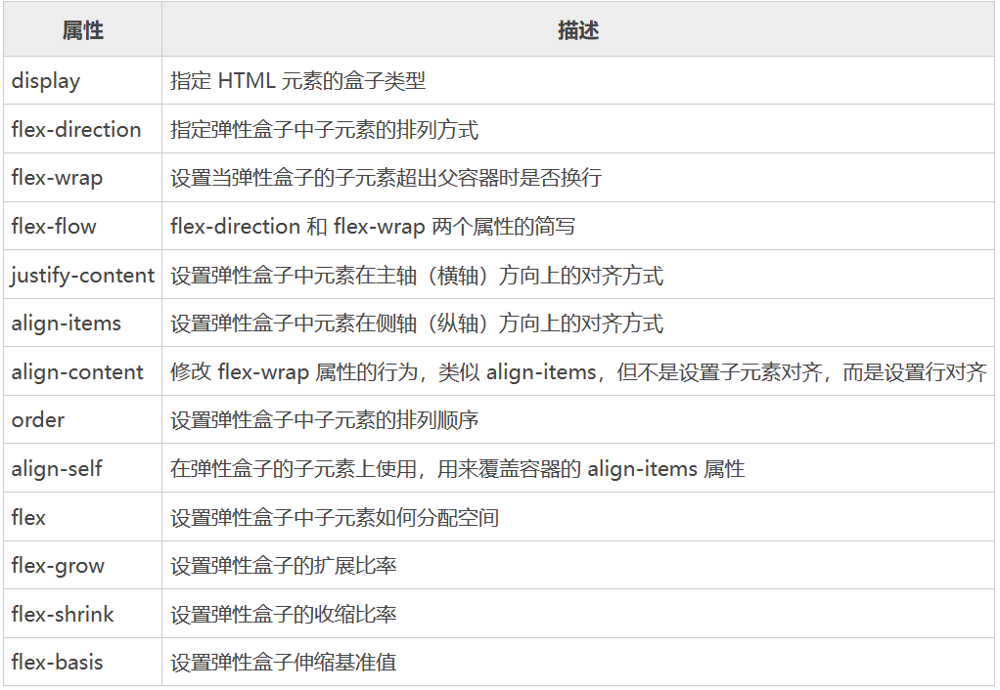 属性 描述
display 指定 HTML 元素的盒子类型
flex-direction 指定弹性盒子中子元素的排列方式
flex-wrap 设置当弹性盒子的子元素超出父容器时是否换行
flex-flow flex-direction 和 flex-wrap 两个属性的简写
justify-content 设置弹性盒子中元素在主轴（横轴）方向上的对齐方式
align-items 设置弹性盒子中元素在侧轴（纵轴）方向上的对齐方式
align-content 修改 flex-wrap 属性的行为，类似 align-items，但不是设置子元素对齐，而是设置行对齐
order 设置弹性盒子中子元素的排列顺序
align-self 在弹性盒子的子元素上使用，用来覆盖容器的 align-items 属性
flex 设置弹性盒子中子元素如何分配空间
flex-grow 设置弹性盒子的扩展比率
flex-shrink 设置弹性盒子的收缩比率
flex-basis 设置弹性盒子伸缩基准值